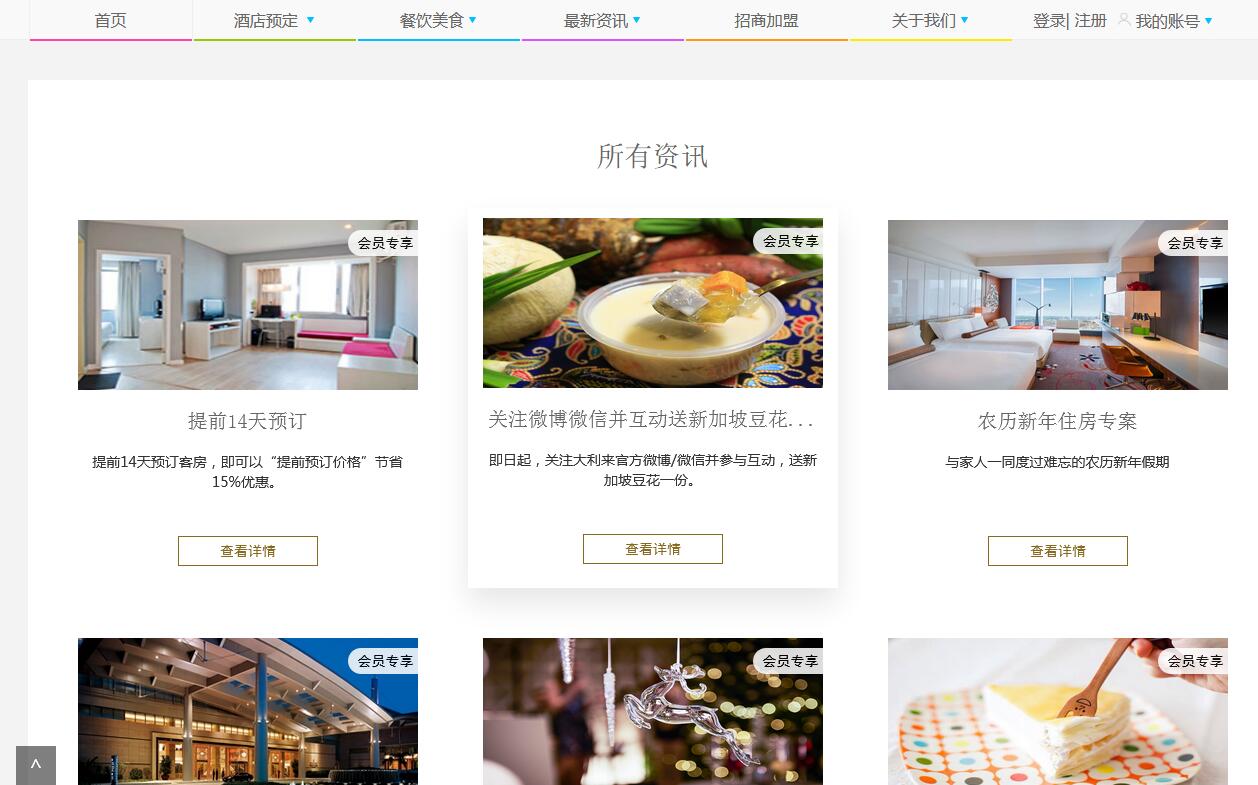 首页
酒店预定 ▼
餐饮美食 ▼
最新资讯 ▼
招商加盟
关于我们 ▼
登录| 注册
我的账号 ▼
所有资讯
会员专享
会员专享
会员专享
提前14天预订
关注微博微信并互动送新加坡豆花...
农历新年住房专案
提前14天预订客房，即可以“提前预订价格”节省
15%优惠。
即日起，关注大利来官方微博/微信并参与互动，送新
加坡豆花一份。
与家人一同度过难忘的农历新年假期
查看详情
查看详情
查看详情
会员专享
会员专享
会员专享
^